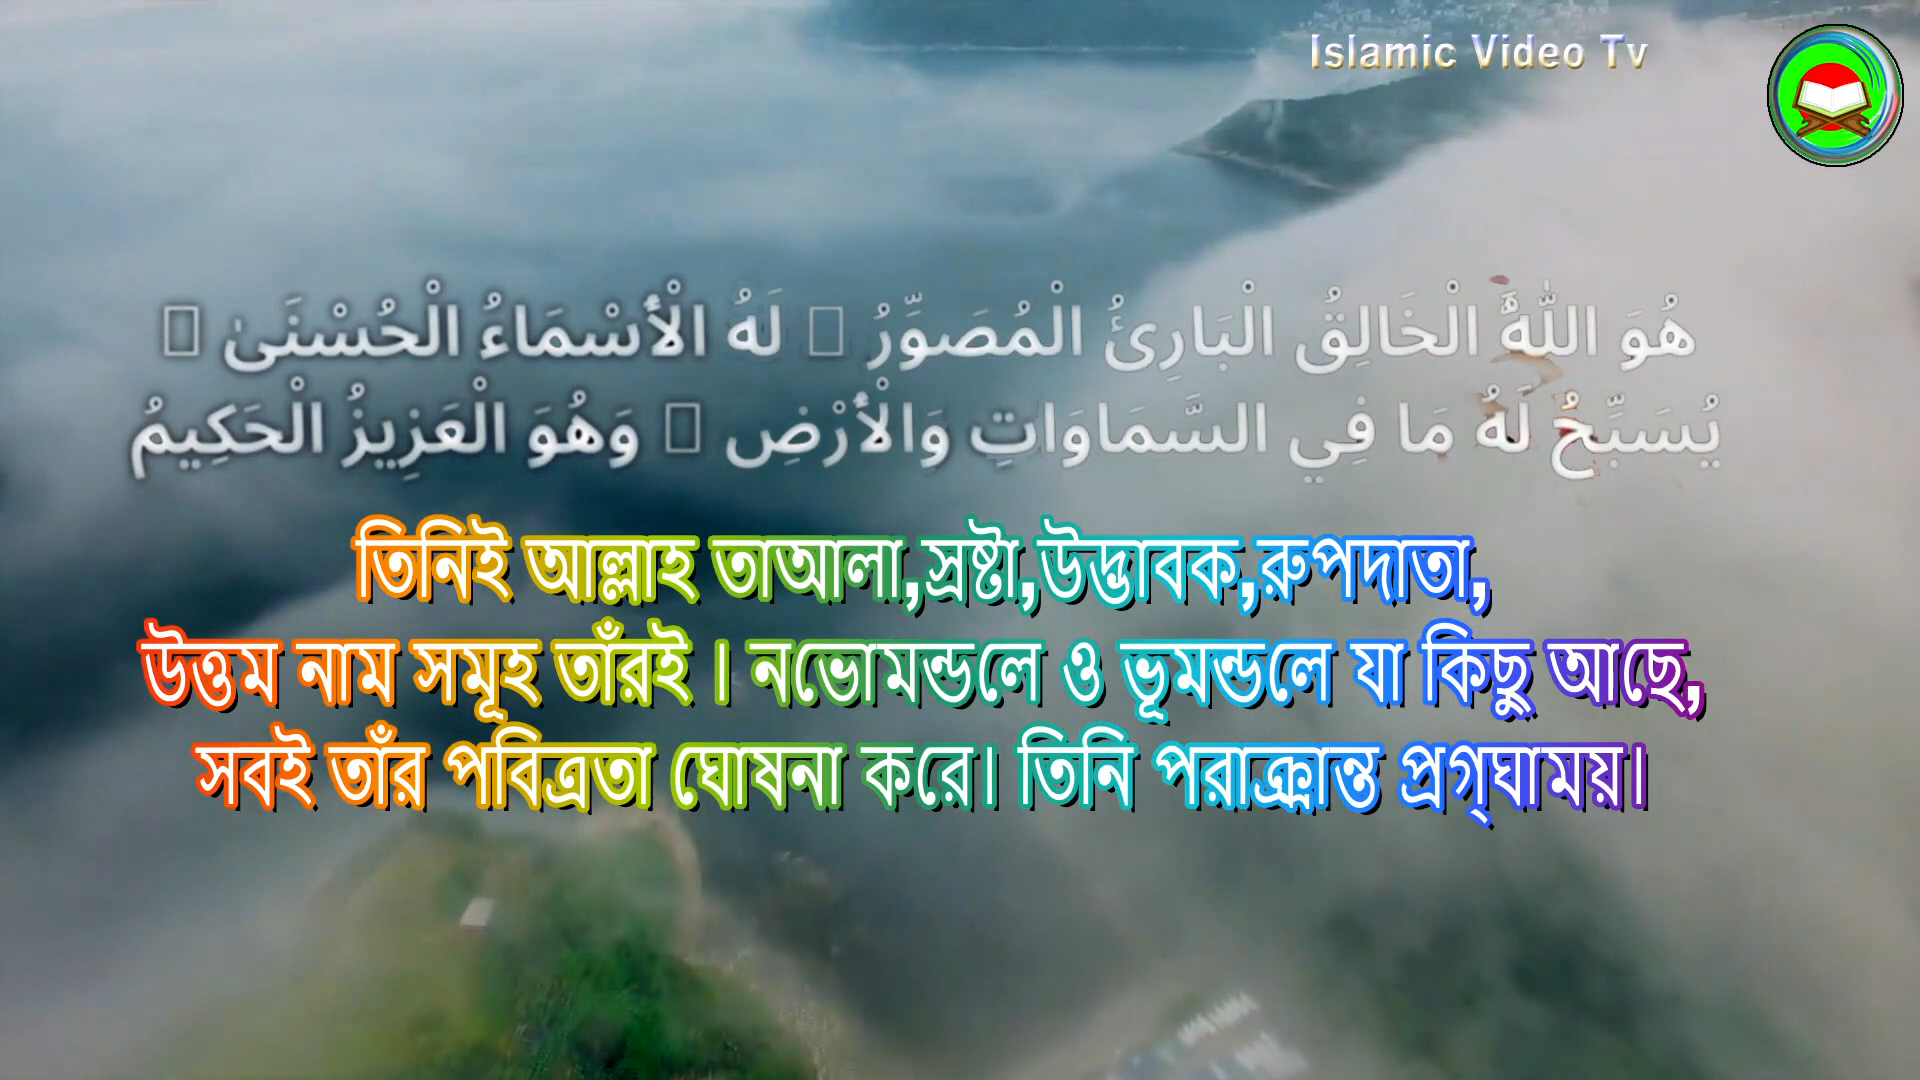 Islamic Video Tv
هُوَ اللَّهُ الْخَالِقُ الْبَارِئُ الْمُصَوِّرُ ۖ لَهُ الْأَسْمَاءُ الْحُسْنَىٰ ۚ
يُسَبِّحُ لَهُ مَا فِي السَّمَاوَاتِ وَالْأَرْضِ ۖ وَهُوَ الْعَزِيزُ الْحَكِيمُ
তিনিই আল্লাহ তাআলা,স্রষ্টা,উদ্ভাবক,রুপদাতা,
উত্তম নাম সমূহ তাঁরই । নভোমন্ডলে ও ভূমন্ডলে যা কিছু আছে,
সবই তাঁর পবিত্রতা ঘোষনা করে। তিনি পরাক্রান্ত প্রগ্ঘাময়।